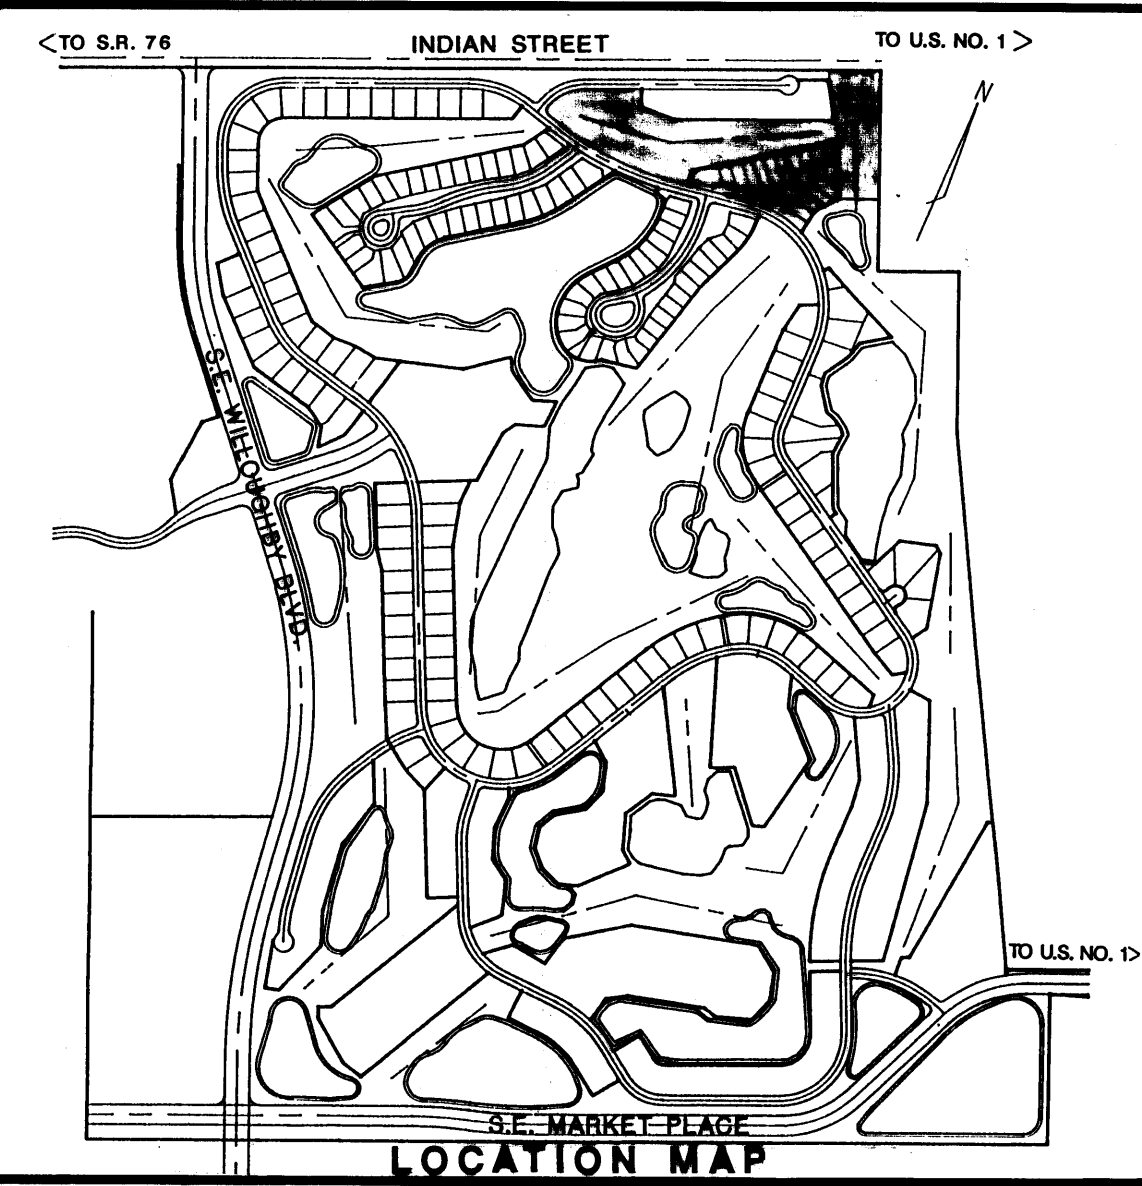 <TO S.R. 76
INDIAN STREET
TO U.S. NO. 1 >
N
S.E. WILLOUGHBY BLVD.
TO U.S. NO. 1>
S.E. MARKET PLACE
LOCATION MAP